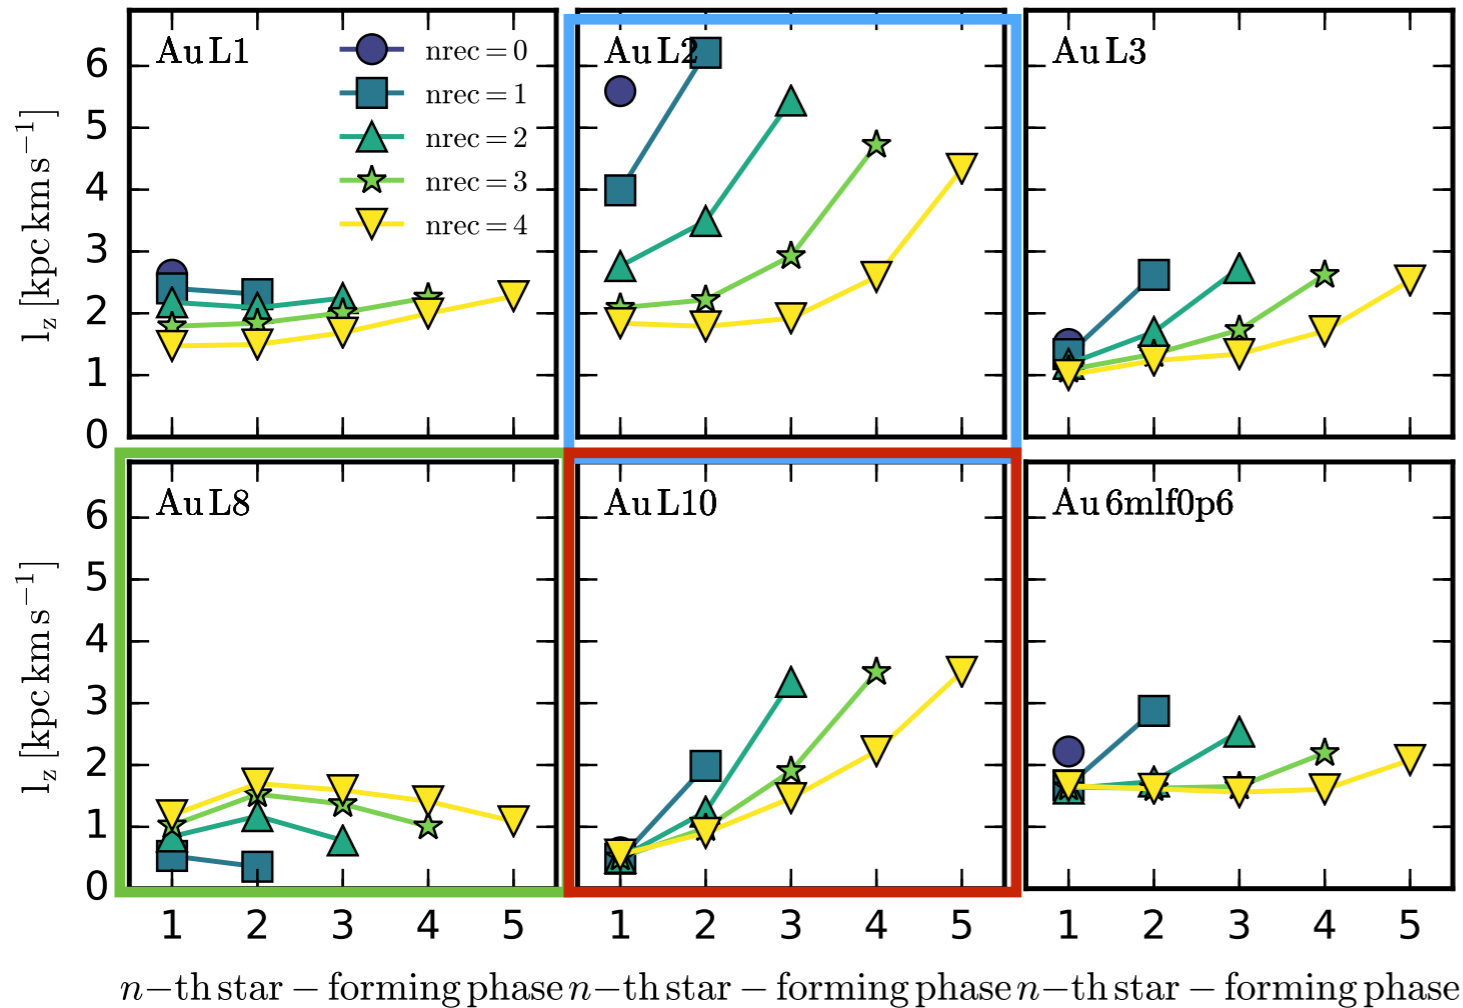 Au L1
nrec = 0
nrec = 1
nrec = 2
nrec = 3
nrec = 4
Au L2
Au L3
6
5
4
3
2
1
0
l_z [kpc km s^−1]
Au L8
Au L10
Au 6mlf0p6
6
5
4
3
2
1
0
l_z [kpc km s^−1]
1 2 3 4 5
1 2 3 4 5
1 2 3 4 5
n−th star − forming phase
n−th star − forming phase
n−th star − forming phase